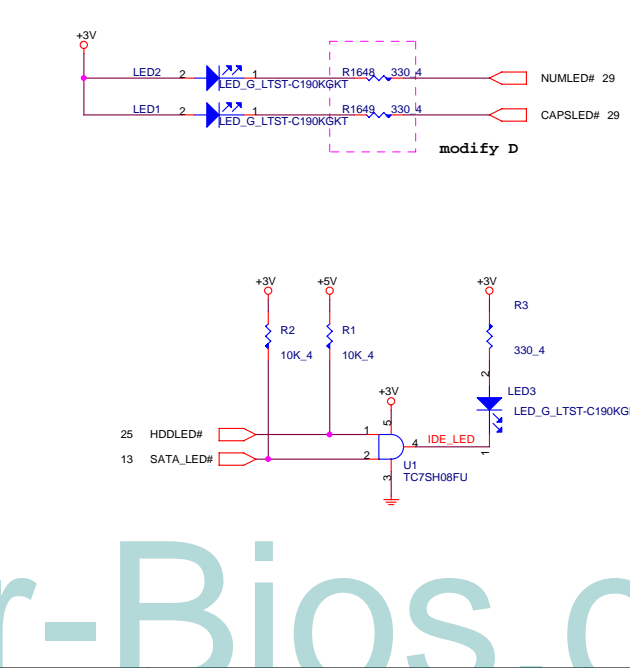 +3V
LED2 2 1 R1648 330_4 NUMLED# 29
LED_G_LTST-C190KGKT
LED1 2 1 R1649 330_4 CAPSLED# 29
LED_G_LTST-C190KGKT
modify D
+3V +5V +3V
R3
R2 R1
330_4
10K_4 10K_4
2
+3V LED3
LED_G_LTST-C190KG
5
25 HDDLED# 1
4 IDE_LED
13 SATA_LED# 2 1
U1
3 TC7SH08FU
r-Bios.c